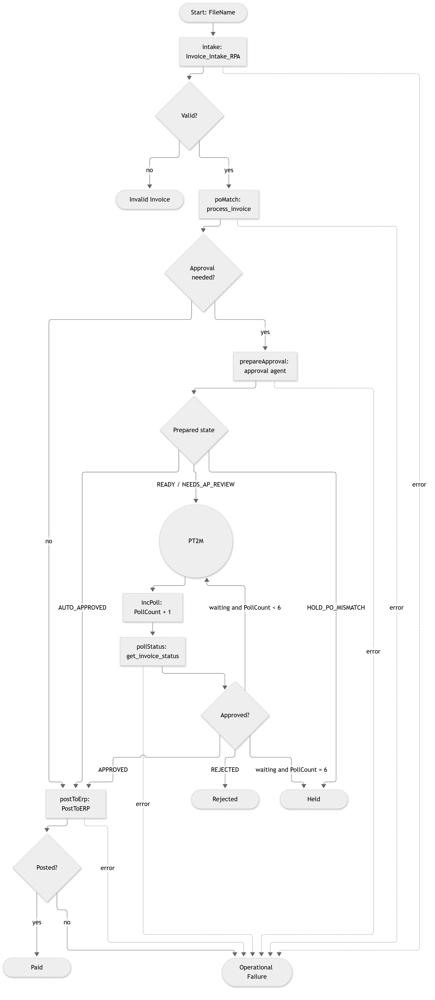 Start: FileName
intake:
Invoice_Intake_RPA
Valid?
no
yes
Invalid Invoice
poMatch:
process_invoice
Approval
needed?
yes
prepareApproval:
approval agent
Prepared state
READY / NEEDS_AP_REVIEW
error
PT2M
no
incPoll:
PollCount + 1
AUTO_APPROVED
waiting and PollCount < 6
HOLD_PO_MISMATCH
error
pollStatus:
get_invoice_status
error
Approved?
APPROVED
REJECTED
waiting and PollCount = 6
postToErp:
PostToERP
error
Rejected
Held
Posted?
error
yes
no
Paid
Operational
Failure